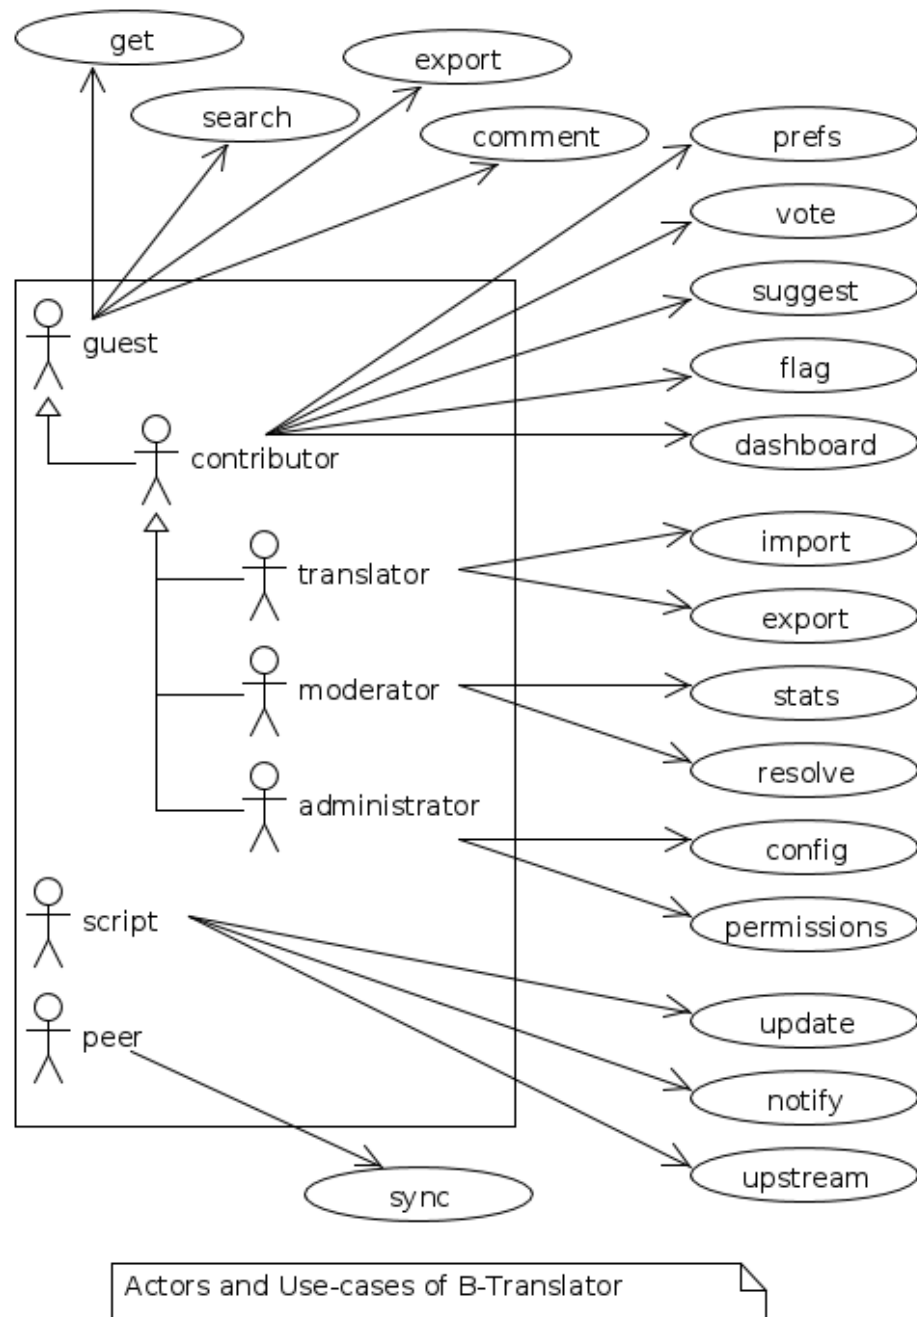 get
export
search
comment
prefs
vote
suggest
guest
flag
dashboard
contributor
import
translator
export
moderator
stats
resolve
administrator
config
script
permissions
update
peer
notify
upstream
sync
Actors and Use-cases of B-Translator